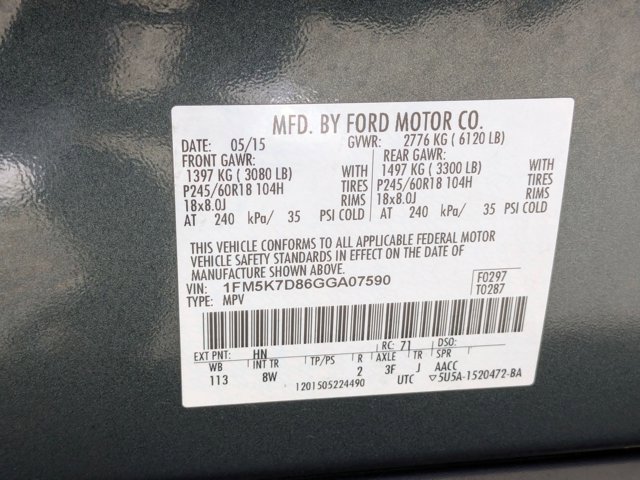 MFD. BY FORD MOTOR CO.
DATE: 05/15 GVWR: 2776 KG ( 6120 LB)
FRONT GAWR: REAR GAWR:
1397 KG ( 3080 LB) WITH 1497 KG ( 3300 LB) WITH
P245/60R18 104H TIRES P245/60R18 104H TIRES
18x8.0J RIMS 18x8.0J RIMS
AT 240 kPa/ 35 PSI COLD AT 240 kPa/ 35 PSI COLD
THIS VEHICLE CONFORMS TO ALL APPLICABLE FEDERAL MOTOR
VEHICLE SAFETY STANDARDS IN EFFECT ON THE DATE OF
MANUFACTURE SHOWN ABOVE.
VIN: 1FM5K7D86GGA07590 F0297
TYPE: MPV T0287
EXT PNT: HN RC: 71 DSO:
WB INT TR TP/PS R AXLE TR SPR
113 8W 2 3F J AACC
1201505224490 UTC ▽5U5A-1520472-BA